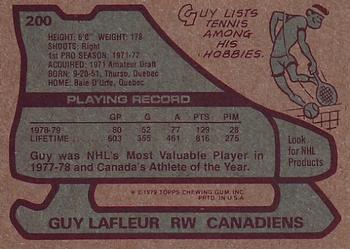 200
HEIGHT: 6'0" WEIGHT: 178
SHOOTS: Right
1st PRO SEASON: 1971-72
ACQUIRED: 1971 Amateur Draft
BORN: 9-20-51, Thurso, Quebec
HOME: Baie D'Urfe, Quebec
GUY LISTS
TENNIS
AMONG
HIS
HOBBIES.
PLAYING RECORD
GP G A PTS PIM
1978-79 80 52 77 129 28
LIFETIME 603 355 461 816 275
Guy was NHL's Most Valuable Player in
1977-78 and Canada's Athlete of the Year.
Look
for NHL
Products
© 1979 TOPPS CHEWING GUM, INC.
PRTD. IN U.S.A.
GUY LAFLEUR RW CANADIENS